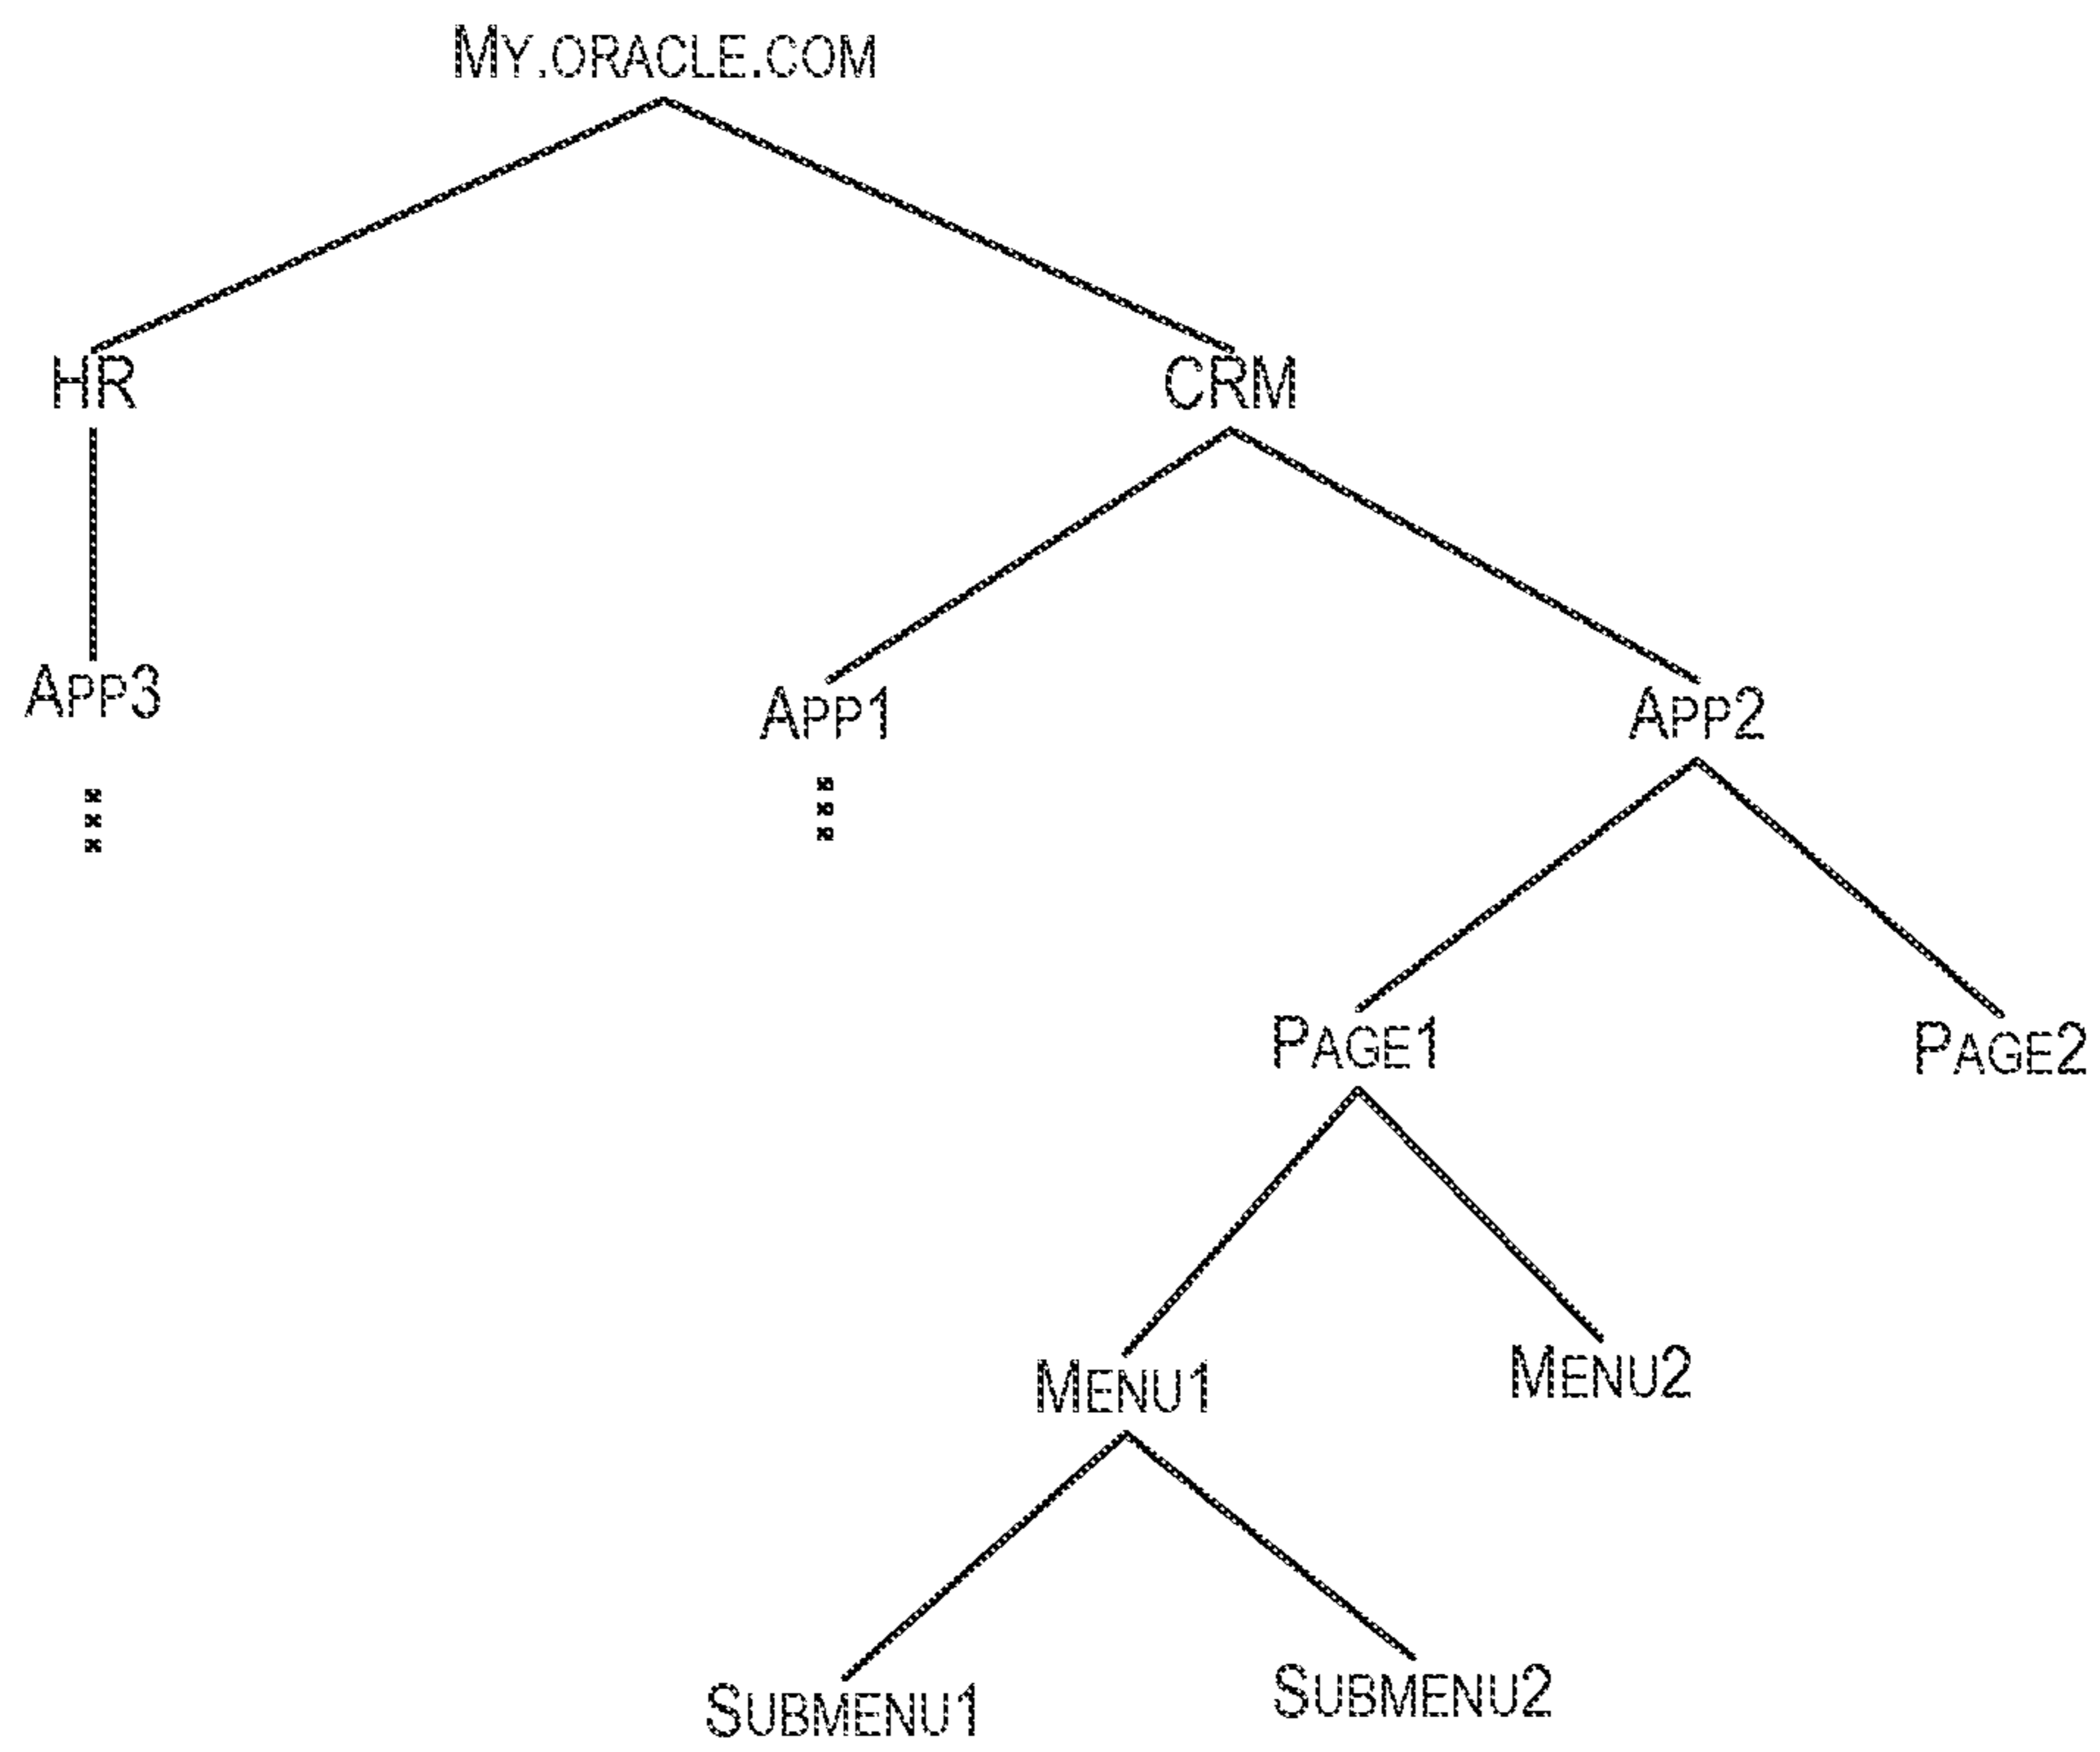 My.oracle.com
HR
CRM
App3
App1
App2
Page1
Page2
Menu1
Menu2
Submenu1
Submenu2